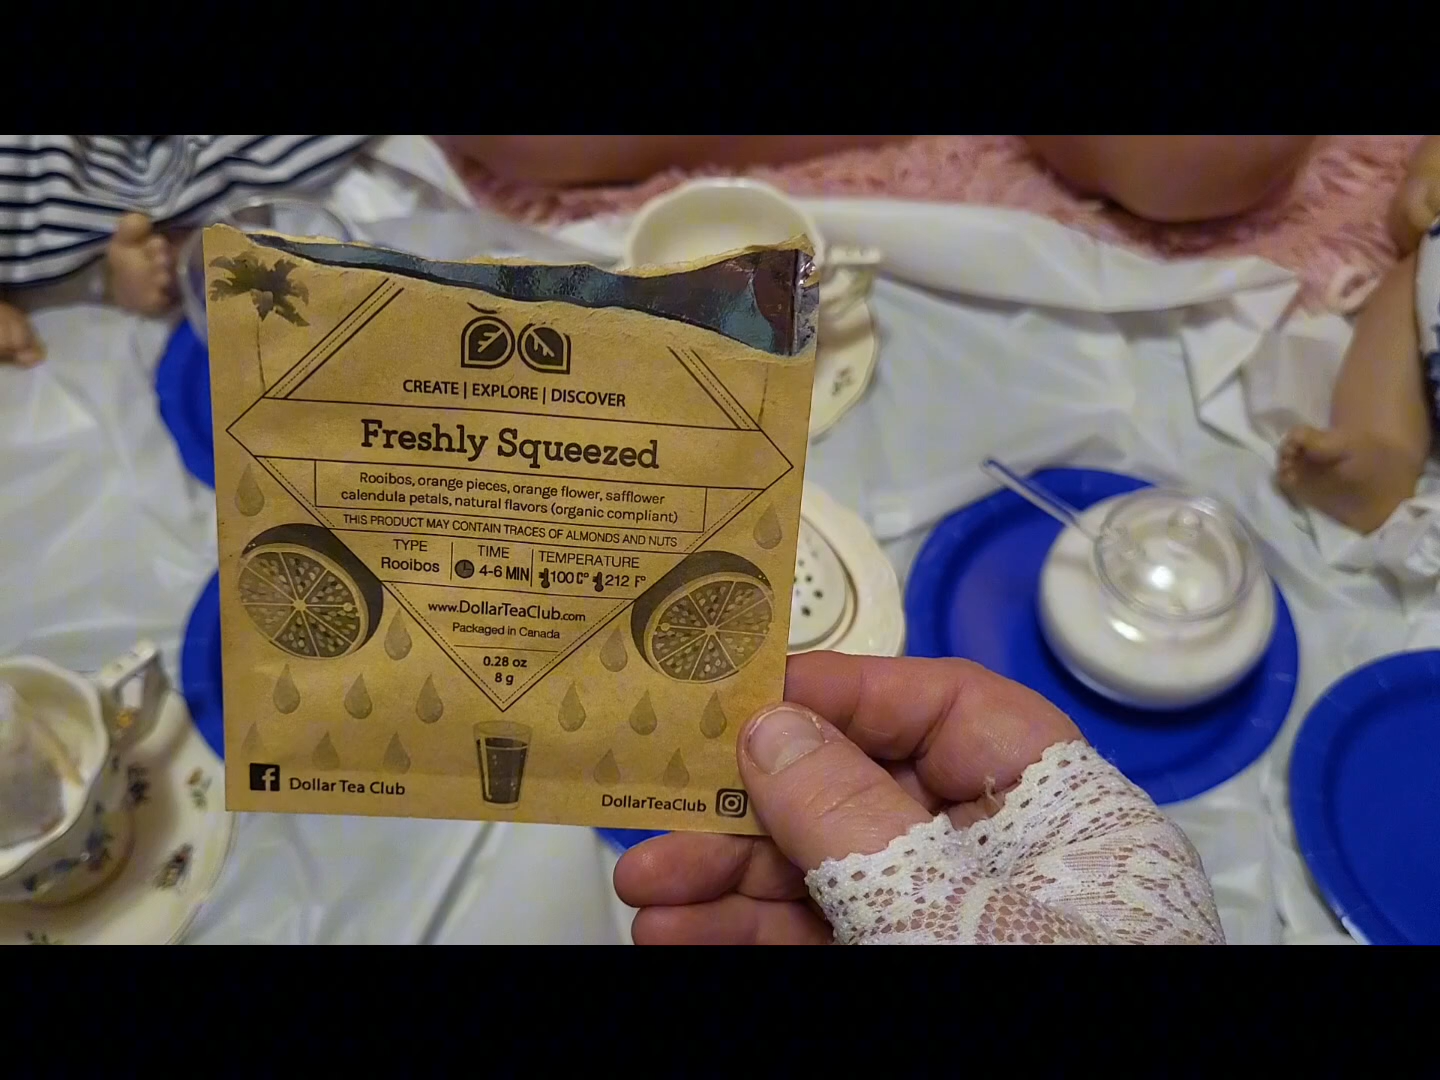 CREATE | EXPLORE | DISCOVER
Freshly Squeezed
Rooibos, orange pieces, orange flower, safflower
calendula petals, natural flavors (organic compliant)
THIS PRODUCT MAY CONTAIN TRACES OF ALMONDS AND NUTS
TYPE TIME TEMPERATURE
Rooibos 4-6 MIN 100 C° 212 F°
www.DollarTeaClub.com
Packaged in Canada
0.28 oz
8 g
f Dollar Tea Club
DollarTeaClub